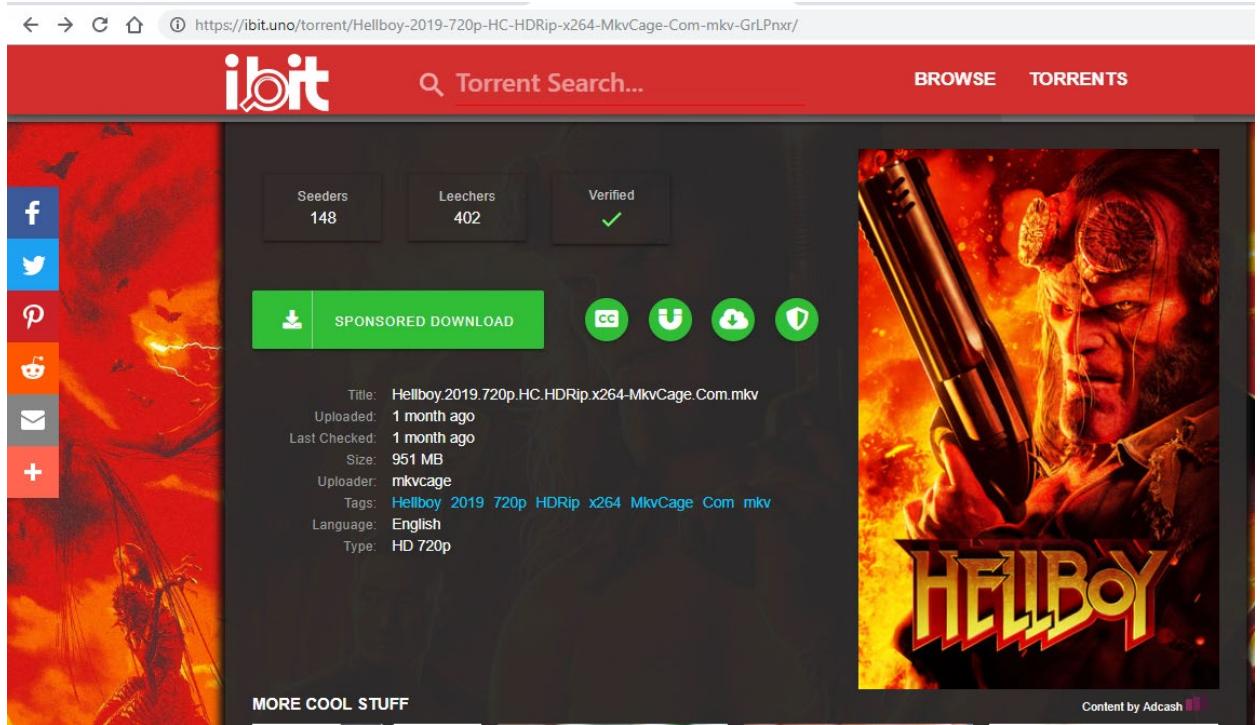 https://ibit.uno/torrent/Hellboy-2019-720p-HC-HDRip-x264-MkvCage-Com-mkv-GrLPnxr/
ibit
Torrent Search...
BROWSE TORRENTS
Seeders
148
Leechers
402
Verified
SPONSORED DOWNLOAD
CC
Title: Hellboy.2019.720p.HC.HDRip.x264-MkvCage.Com.mkv
Uploaded: 1 month ago
Last Checked: 1 month ago
Size: 951 MB
Uploader: mkvcage
Tags: Hellboy 2019 720p HDRip x264 MkvCage Com mkv
Language: English
Type: HD 720p
HELLBOY
MORE COOL STUFF
Content by Adcash